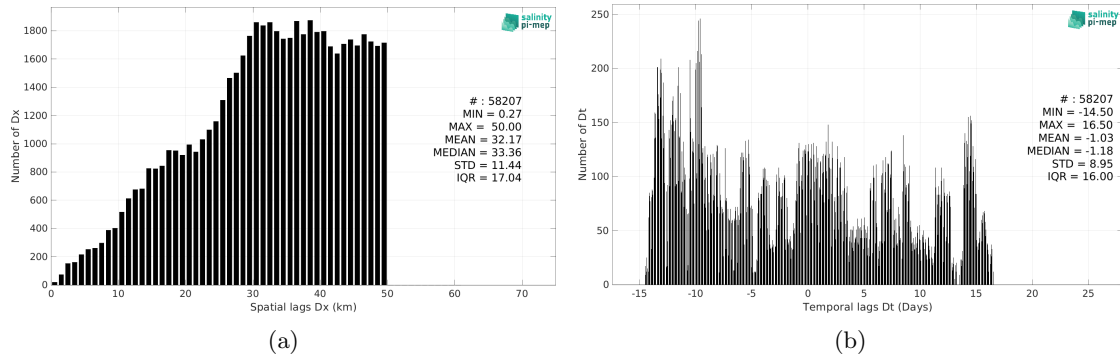 salinity
pi-mep
1800
1600
1400
1200
1000
800
600
400
200
0
Number of Dx
# : 58207
MIN = 0.27
MAX = 50.00
MEAN = 32.17
MEDIAN = 33.36
STD = 11.44
IQR = 17.04
0 10 20 30 40 50 60 70
Spatial lags Dx (km)
(a)
salinity
pi-mep
250
200
150
100
50
0
Number of Dt
# : 58207
MIN = -14.50
MAX = 16.50
MEAN = -1.03
MEDIAN = -1.18
STD = 8.95
IQR = 16.00
-15 -10 -5 0 5 10 15 20 25
Temporal lags Dt (Days)
(b)